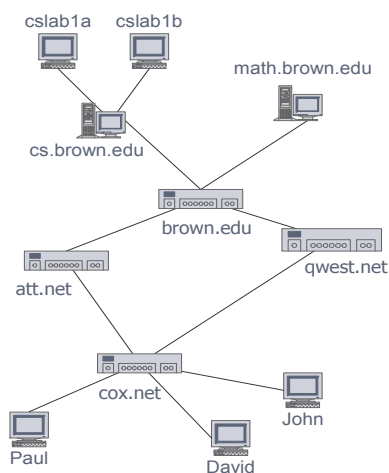 cslab1a
cslab1b
math.brown.edu
cs.brown.edu
brown.edu
qwest.net
att.net
cox.net
John
Paul
David